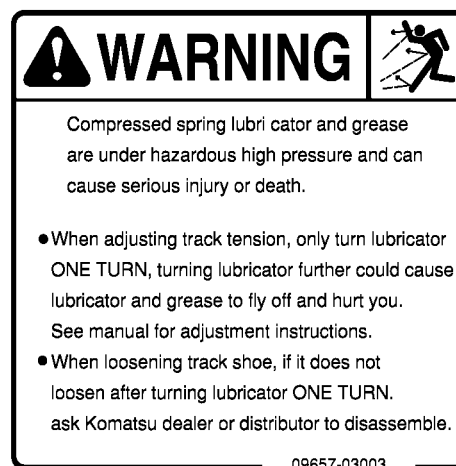 WARNING
Compressed spring lubri cator and grease
are under hazardous high pressure and can
cause serious injury or death.
●When adjusting track tension, only turn lubricator
ONE TURN, turning lubricator further could cause
lubricator and grease to fly off and hurt you.
See manual for adjustment instructions.
●When loosening track shoe, if it does not
loosen after turning lubricator ONE TURN.
ask Komatsu dealer or distributor to disassemble.
09657-03003